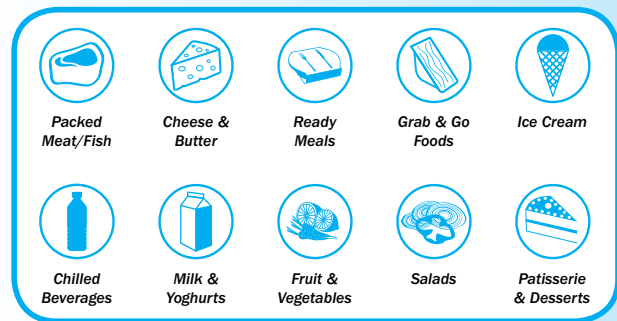 Packed
Meat/Fish
Cheese &
Butter
Ready
Meals
Grab & Go
Foods
Ice Cream
Chilled
Beverages
Milk &
Yoghurts
Fruit &
Vegetables
Salads
Patisserie
& Desserts